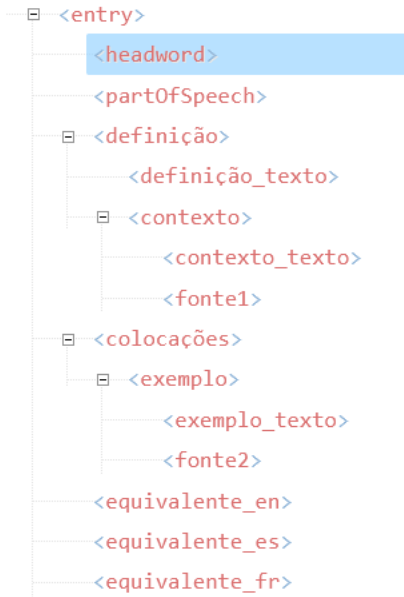 <entry>
<headword>
<partOfSpeech>
<definição>
<definição_texto>
<contexto>
<contexto_texto>
<fonte1>
<colocações>
<exemplo>
<exemplo_texto>
<fonte2>
<equivalente_en>
<equivalente_es>
<equivalente_fr>